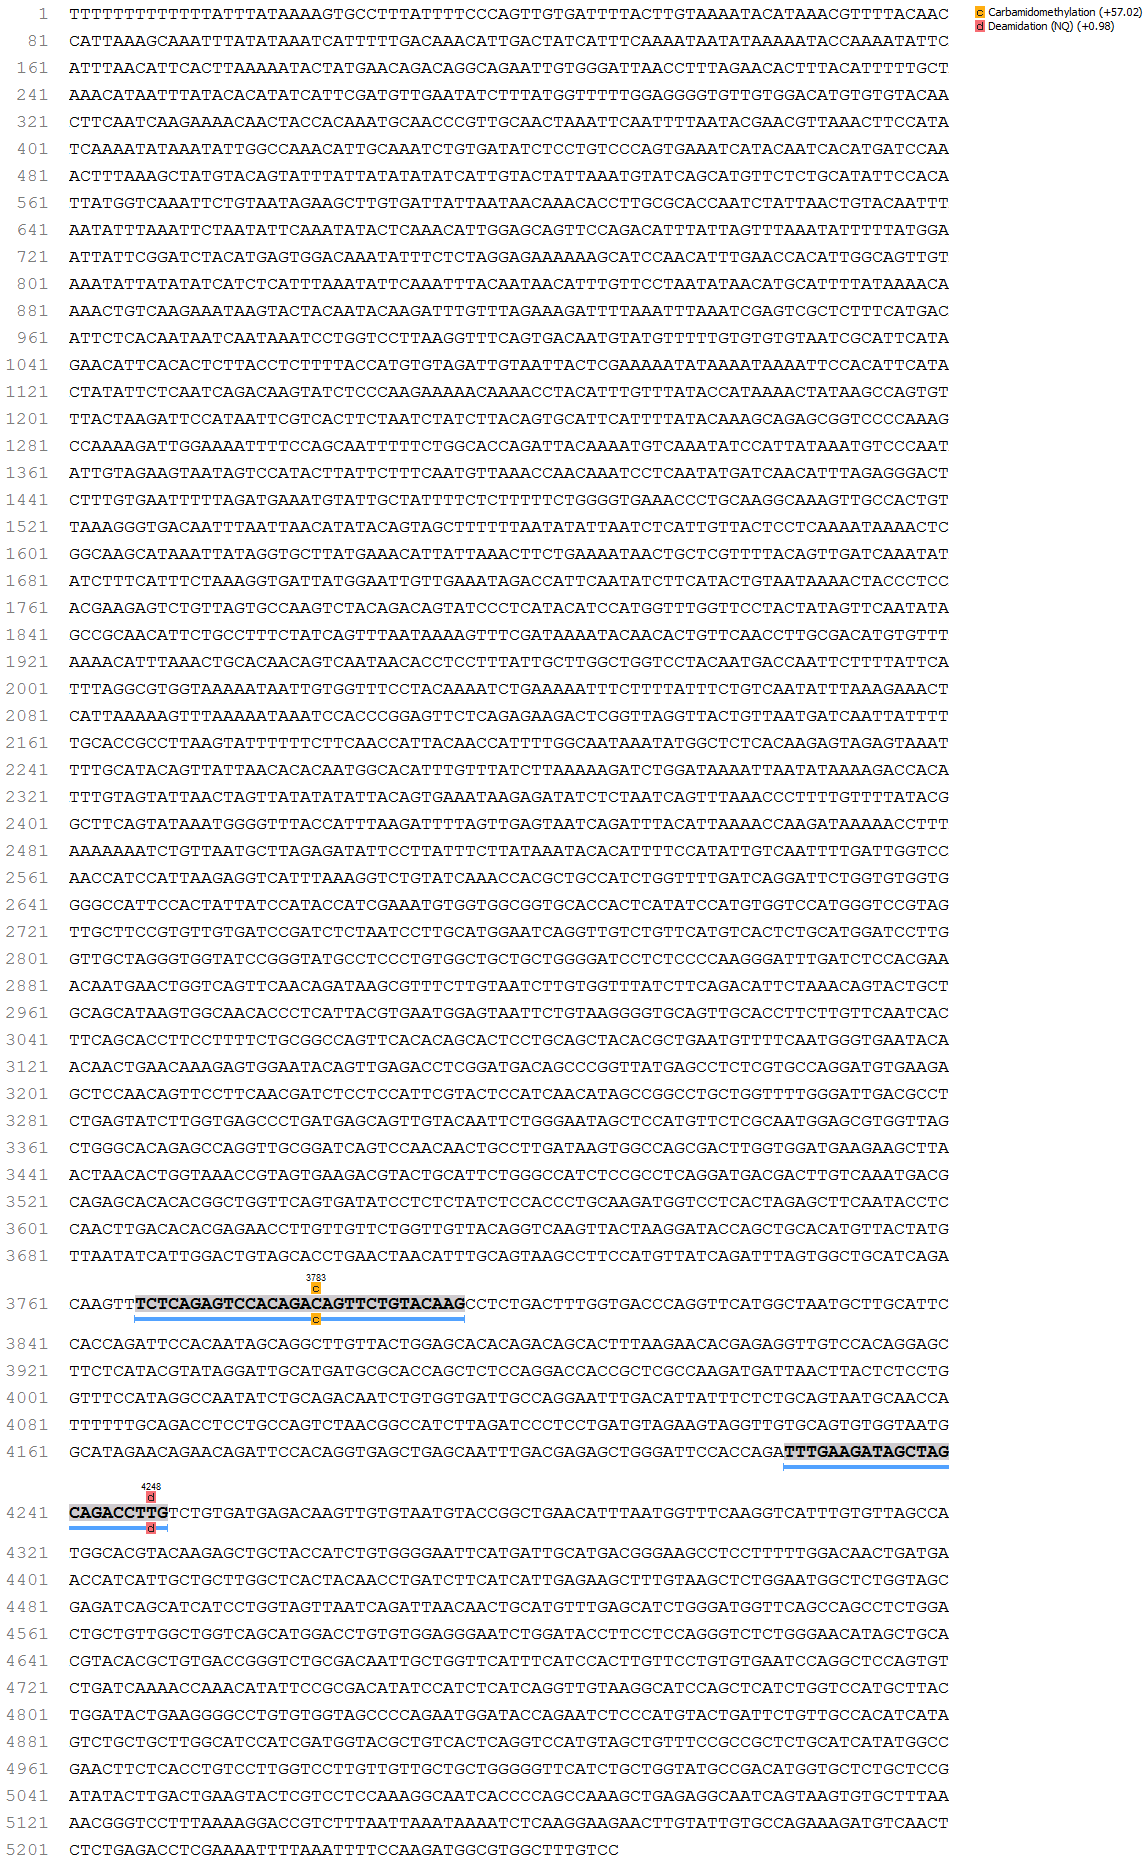 1 TTTTTTTTTTTTTTATTTATAAAAGTGCCTTTATTTTCCCAGTTGTGATTTTACTTGTAAAATACATAAACGTTTTACAAC
c Carbamidomethylation (+57.02)
d Deamidation (NQ) (+0.98)
81 CATTAAAGCAAATTTATATAAATCATTTTTGACAAACATTGACTATCATTTCAAAATAATATAAAAATACCAAAATATTC
161 ATTTAACATTCACTTAAAAATACTATGAACAGACAGGCAGAATTGTGGGATTAACCTTTAGAACACTTTACATTTTTGCT
241 AAACATAATTTATACACATATCATTCGATGTTGAATATCTTTATGGTTTTTGGAGGGGTGTTGTGGACATGTGTGTACAA
321 CTTCAATCAAGAAAACAACTACCACAAATGCAACCCGTTGCAACTAAATTCAATTTTAATACGAACGTTAAACTTCCATA
401 TCAAAATATAAATATTGGCCAAACATTGCAAATCTGTGATATCTCCTGTCCCAGTGAAATCATACAATCACATGATCCAA
481 ACTTTAAAGCTATGTACAGTATTTATTATATATATCATTGTACTATTAAATGTATCAGCATGTTCTCTGCATATTCCACA
561 TTATGGTCAAATTCTGTAATAGAAGCTTGTGATTATTAATAACAAACACCTTGCGCACCAATCTATTAACTGTACAATTT
641 AATATTTAAATTCTAATATTCAAATATACTCAAACATTGGAGCAGTTCCAGACATTTATTAGTTTAAATATTTTTATGGA
721 ATTATTCGGATCTACATGAGTGGACAAATATTTCTCTAGGAGAAAAAAGCATCCAACATTTGAACCACATTGGCAGTTGT
801 AAATATTATATATCATCTCATTTAAATATTCAAATTTACAATAACATTTGTTCCTAATATAACATGCATTTTATAAAACA
881 AAACTGTCAAGAAATAAGTACTACAATACAAGATTTGTTTAGAAAGATTTTAAATTTAAATCGAGTCGCTCTTTCATGAC
961 ATTCTCACAATAATCAATAAATCCTGGTCCTTAAGGTTTCAGTGACAATGTATGTTTTTGTGTGTGTAATCGCATTCATA
1041 GAACATTCACACTCTTACCTCTTTTACCATGTGTAGATTGTAATTACTCGAAAAATATAAAATAAAATTCCACATTCATA
1121 CTATATTCTCAATCAGACAAGTATCTCCCAAGAAAAACAAAACCTACATTTGTTTATACCATAAAACTATAAGCCAGTGT
1201 TTACTAAGATTCCATAATTCGTCACTTCTAATCTATCTTACAGTGCATTCATTTTATACAAAGCAGAGCGGTCCCCAAAG
1281 CCAAAAGATTGGAAAATTTTCCAGCAATTTTTCTGGCACCAGATTACAAAATGTCAAATATCCATTATAAATGTCCCAAT
1361 ATTGTAGAAGTAATAGTCCATACTTATTCTTTCAATGTTAAACCAACAAATCCTCAATATGATCAACATTTAGAGGGACT
1441 CTTTGTGAATTTTTAGATGAAATGTATTGCTATTTTCTCTTTTTCTGGGGTGAAACCCTGCAAGGCAAAGTTGCCACTGT
1521 TAAAGGGTGACAATTTAATTAACATATACAGTAGCTTTTTTAATATATTAATCTCATTGTTACTCCTCAAAATAAAACTC
1601 GGCAAGCATAAATTATAGGTGCTTATGAAACATTATTAAACTTCTGAAAATAACTGCTCGTTTTACAGTTGATCAAATAT
1681 ATCTTTCATTTCTAAAGGTGATTATGGAATTGTTGAAATAGACCATTCAATATCTTCATACTGTAATAAAACTACCCTCC
1761 ACGAAGAGTCTGTTAGTGCCAAGTCTACAGACAGTATCCCTCATACATCCATGGTTTGGTTCCTACTATAGTTCAATATA
1841 GCCGCAACATTCTGCCTTTCTATCAGTTTAATAAAAGTTTCGATAAAATACAACACTGTTCAACCTTGCGACATGTGTTT
1921 AAAACATTTAAACTGCACAACAGTCAATAACACCTCCTTTATTGCTTGGCTGGTCCTACAATGACCAATTCTTTTATTCA
2001 TTTAGGCGTGGTAAAAATAATTGTGGTTTCCTACAAAATCTGAAAAATTTCTTTTATTTCTGTCAATATTTAAAGAAACT
2081 CATTAAAAAGTTTAAAAATAAATCCACCCGGAGTTCTCAGAGAAGACTCGGTTAGGTTACTGTTAATGATCAATTATTTT
2161 TGCACCGCCTTAAGTATTTTTTCTTCAACCATTACAACCATTTTGGCAATAAATATGGCTCTCACAAGAGTAGAGTAAAT
2241 TTTGCATACAGTTATTAACACACAATGGCACATTTGTTTATCTTAAAAAGATCTGGATAAAATTAATATAAAAGACCACA
2321 TTTGTAGTATTAACTAGTTATATATATTACAGTGAAATAAGAGATATCTCTAATCAGTTTAAACCCTTTTGTTTTATACG
2401 GCTTCAGTATAAATGGGGTTTACCATTTAAGATTTTAGTTGAGTAATCAGATTTACATTAAAACCAAGATAAAAACCTTT
2481 AAAAAAATCTGTTAATGCTTAGAGATATTCCTTATTTCTTATAAATACACATTTTCCATATTGTCAATTTTGATTGGTCC
2561 AACCATCCATTAAGAGGTCATTTAAAGGTCTGTATCAAACCACGCTGCCATCTGGTTTTGATCAGGATTCTGGTGTGGTG
2641 GGGCCATTCCACTATTATCCATACCATCGAAATGTGGTGGCGGTGCACCACTCATATCCATGTGGTCCATGGGTCCGTAG
2721 TTGCTTCCGTGTTGTGATCCGATCTCTAATCCTTGCATGGAATCAGGTTGTCTGTTCATGTCACTCTGCATGGATCCTTG
2801 GTTGCTAGGGTGGTATCCGGGTATGCCTCCCTGTGGCTGCTGCTGGGGATCCTCTCCCCAAGGGATTTGATCTCCACGAA
2881 ACAATGAACTGGTCAGTTCAACAGATAAGCGTTTCTTGTAATCTTGTGGTTTATCTTCAGACATTCTAAACAGTACTGCT
2961 GCAGCATAAGTGGCAACACCCTCATTACGTGAATGGAGTAATTCTGTAAGGGGTGCAGTTGCACCTTCTTGTTCAATCAC
3041 TTCAGCACCTTCCTTTTCTGCGGCCAGTTCACACAGCACTCCTGCAGCTACACGCTGAATGTTTTCAATGGGTGAATACA
3121 ACAACTGAACAAAGAGTGGAATACAGTTGAGACCTCGGATGACAGCCCGGTTATGAGCCTCTCGTGCCAGGATGTGAAGA
3201 GCTCCAACAGTTCCTTCAACGATCTCCTCCATTCGTACTCCATCAACATAGCCGGCCTGCTGGTTTTGGGATTGACGCCT
3281 CTGAGTATCTTGGTGAGCCCTGATGAGCAGTTGTACAATTCTGGGAATAGCTCCATGTTCTCGCAATGGAGCGTGGTTAG
3361 CTGGGCACAGAGCCAGGTTGCGGATCAGTCCAACAACTGCCTTGATAAGTGGCCAGCGACTTGGTGGATGAAGAAGCTTA
3441 ACTAACACTGGTAAACCGTAGTGAAGACGTACTGCATTCTGGGCCATCTCCGCCTCAGGATGACGACTTGTCAAATGACG
3521 CAGAGCACACACGGCTGGTTCAGTGATATCCTCTCTATCTCCACCCTGCAAGATGGTCCTCACTAGAGCTTCAATACCTC
3601 CAACTTGACACACGAGAACCTTGTTGTTCTGGTTGTTACAGGTCAAGTTACTAAGGATACCAGCTGCACATGTTACTATG
3681 TTAATATCATTGGACTGTAGCACCTGAACTAACATTTGCAGTAAGCCTTCCATGTTATCAGATTTAGTGGCTGCATCAGA
3783
c
3761 CAAGTTTCTCAGAGTCCACAGACAGTTCTGTACAAGCCTCTGACTTTGGTGACCCAGGTTCATGGCTAATGCTTGCATTC
c
3841 CACCAGATTCCACAATAGCAGGCTTGTTACTGGAGCACACAGACAGCACTTTAAGAACACGAGAGGTTGTCCACAGGAGC
3921 TTCTCATACGTATAGGATTGCATGATGCGCACCAGCTCTCCAGGACCACCGCTCGCCAAGATGATTAACTTACTCTCCTG
4001 GTTTCCATAGGCCAATATCTGCAGACAATCTGTGGTGATTGCCAGGAATTTGACATTATTTCTCTGCAGTAATGCAACCA
4081 TTTTTTGCAGACCTCCTGCCAGTCTAACGGCCATCTTAGATCCCTCCTGATGTAGAAGTAGGTTGTGCAGTGTGGTAATG
4161 GCATAGAACAGAACAGATTCCACAGGTGAGCTGAGCAATTTGACGAGAGCTGGGATTCCACCAGATTTGAAGATAGCTAG
4248
d
4241 CAGACCTTGTCTGTGATGAGACAAGTTGTGTAATGTACCGGCTGAACATTTAATGGTTTCAAGGTCATTTGTGTTAGCCA
d
4321 TGGCACGTACAAGAGCTGCTACCATCTGTGGGGAATTCATGATTGCATGACGGGAAGCCTCCTTTTTGGACAACTGATGA
4401 ACCATCATTGCTGCTTGGCTCACTACAACCTGATCTTCATCATTGAGAAGCTTTGTAAGCTCTGGAATGGCTCTGGTAGC
4481 GAGATCAGCATCATCCTGGTAGTTAATCAGATTAACAACTGCATGTTTGAGCATCTGGGATGGTTCAGCCAGCCTCTGGA
4561 CTGCTGTTGGCTGGTCAGCATGGACCTGTGTGGAGGGAATCTGGATACCTTCCTCCAGGGTCTCTGGGAACATAGCTGCA
4641 CGTACACGCTGTGACCGGGTCTGCGACAATTGCTGGTTCATTTCATCCACTTGTTCCTGTGTGAATCCAGGCTCCAGTGT
4721 CTGATCAAAACCAAACATATTCCGCGACATATCCATCTCATCAGGTTGTAAGGCATCCAGCTCATCTGGTCCATGCTTAC
4801 TGGATACTGAAGGGGCCTGTGTGGTAGCCCCAGAATGGATACCAGAATCTCCCATGTACTGATTCTGTTGCCACATCATA
4881 GTCTGCTGCTTGGCATCCATCGATGGTACGCTGTCACTCAGGTCCATGTAGCTGTTTCCGCCGCTCTGCATCATATGGCC
4961 GAACTTCTCACCTGTCCTTGGTCCTTGTTGTTGCTGCTGGGGGTTCATCTGCTGGTATGCCGACATGGTGCTCTGCTCCG
5041 ATATACTTGACTGAAGTACTCGTCCTCCAAAGGCAATCACCCCAGCCAAAGCTGAGAGGCAATCAGTAAGTGTGCTTTAA
5121 AACGGGTCCTTTAAAAGGACCGTCTTTAATTAAATAAAATCTCAAGGAAGAACTTGTATTGTGCCAGAAAGATGTCAACT
5201 CTCTGAGACCTCGAAAATTTTAAATTTTCCAAGATGGCGTGGCTTTGTCC